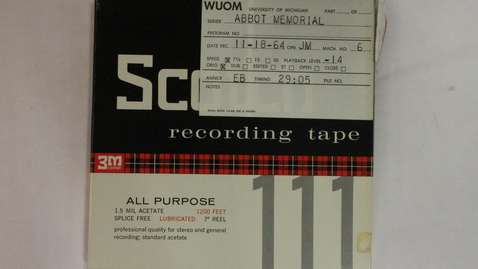 WUOM UNIVERSITY OF MICHIGAN PART OF
SERIES ABBOT MEMORIAL
PROGRAM NO
DATE REC. 11-18-64 OPR. JM MACH. NO. 6
SPEED 7½ 15 30 PLAYBACK LEVEL -14
ORIG DUB EDITED ST OPEN CLOSE
ANNCR EB TIMING 29:05 FILE NO.
NOTES
Sc
recording tape
3M
ALL PURPOSE
1.5 MIL ACETATE 1200 FEET
SPLICE FREE LUBRICATED 7" REEL
professional quality for stereo and general
recording; standard acetate
111